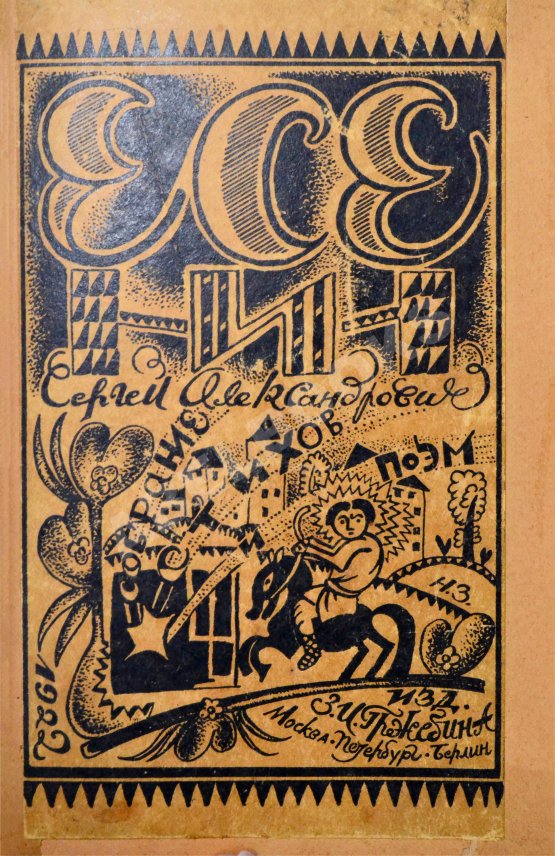 ЕСЕ
НИН
Сергей Александрович
СОБРАНИЕ
СТИХОВ
ПОЭМ
Н.З.
1922
ИЗД.
З.И.Гржебина
Москва-Петербург-Берлин